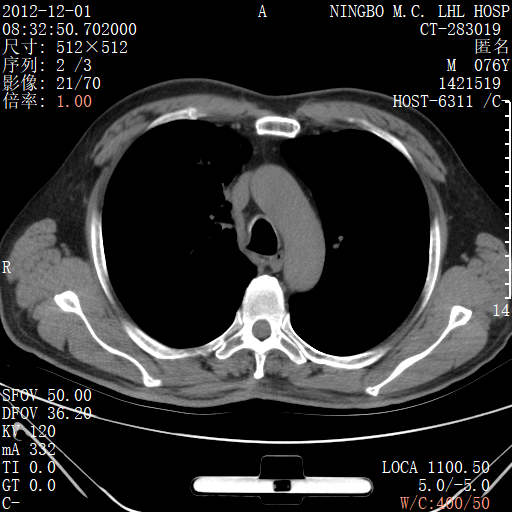 2012-12-01
A
NINGBO M.C. LHL HOSP
08:32:50.702000
CT-283019
尺寸: 512×512
匿名
序列: 2 /3
M 076Y
影像: 21/70
1421519
倍率: 1.00
HOST-6311 /C-
R
14
SFOV 50.00
DFOV 36.20
KV 120
mA 332
TI 0.0
LOCA 1100.50
GT 0.0
5.0/-5.0
C-
W/C:400/50